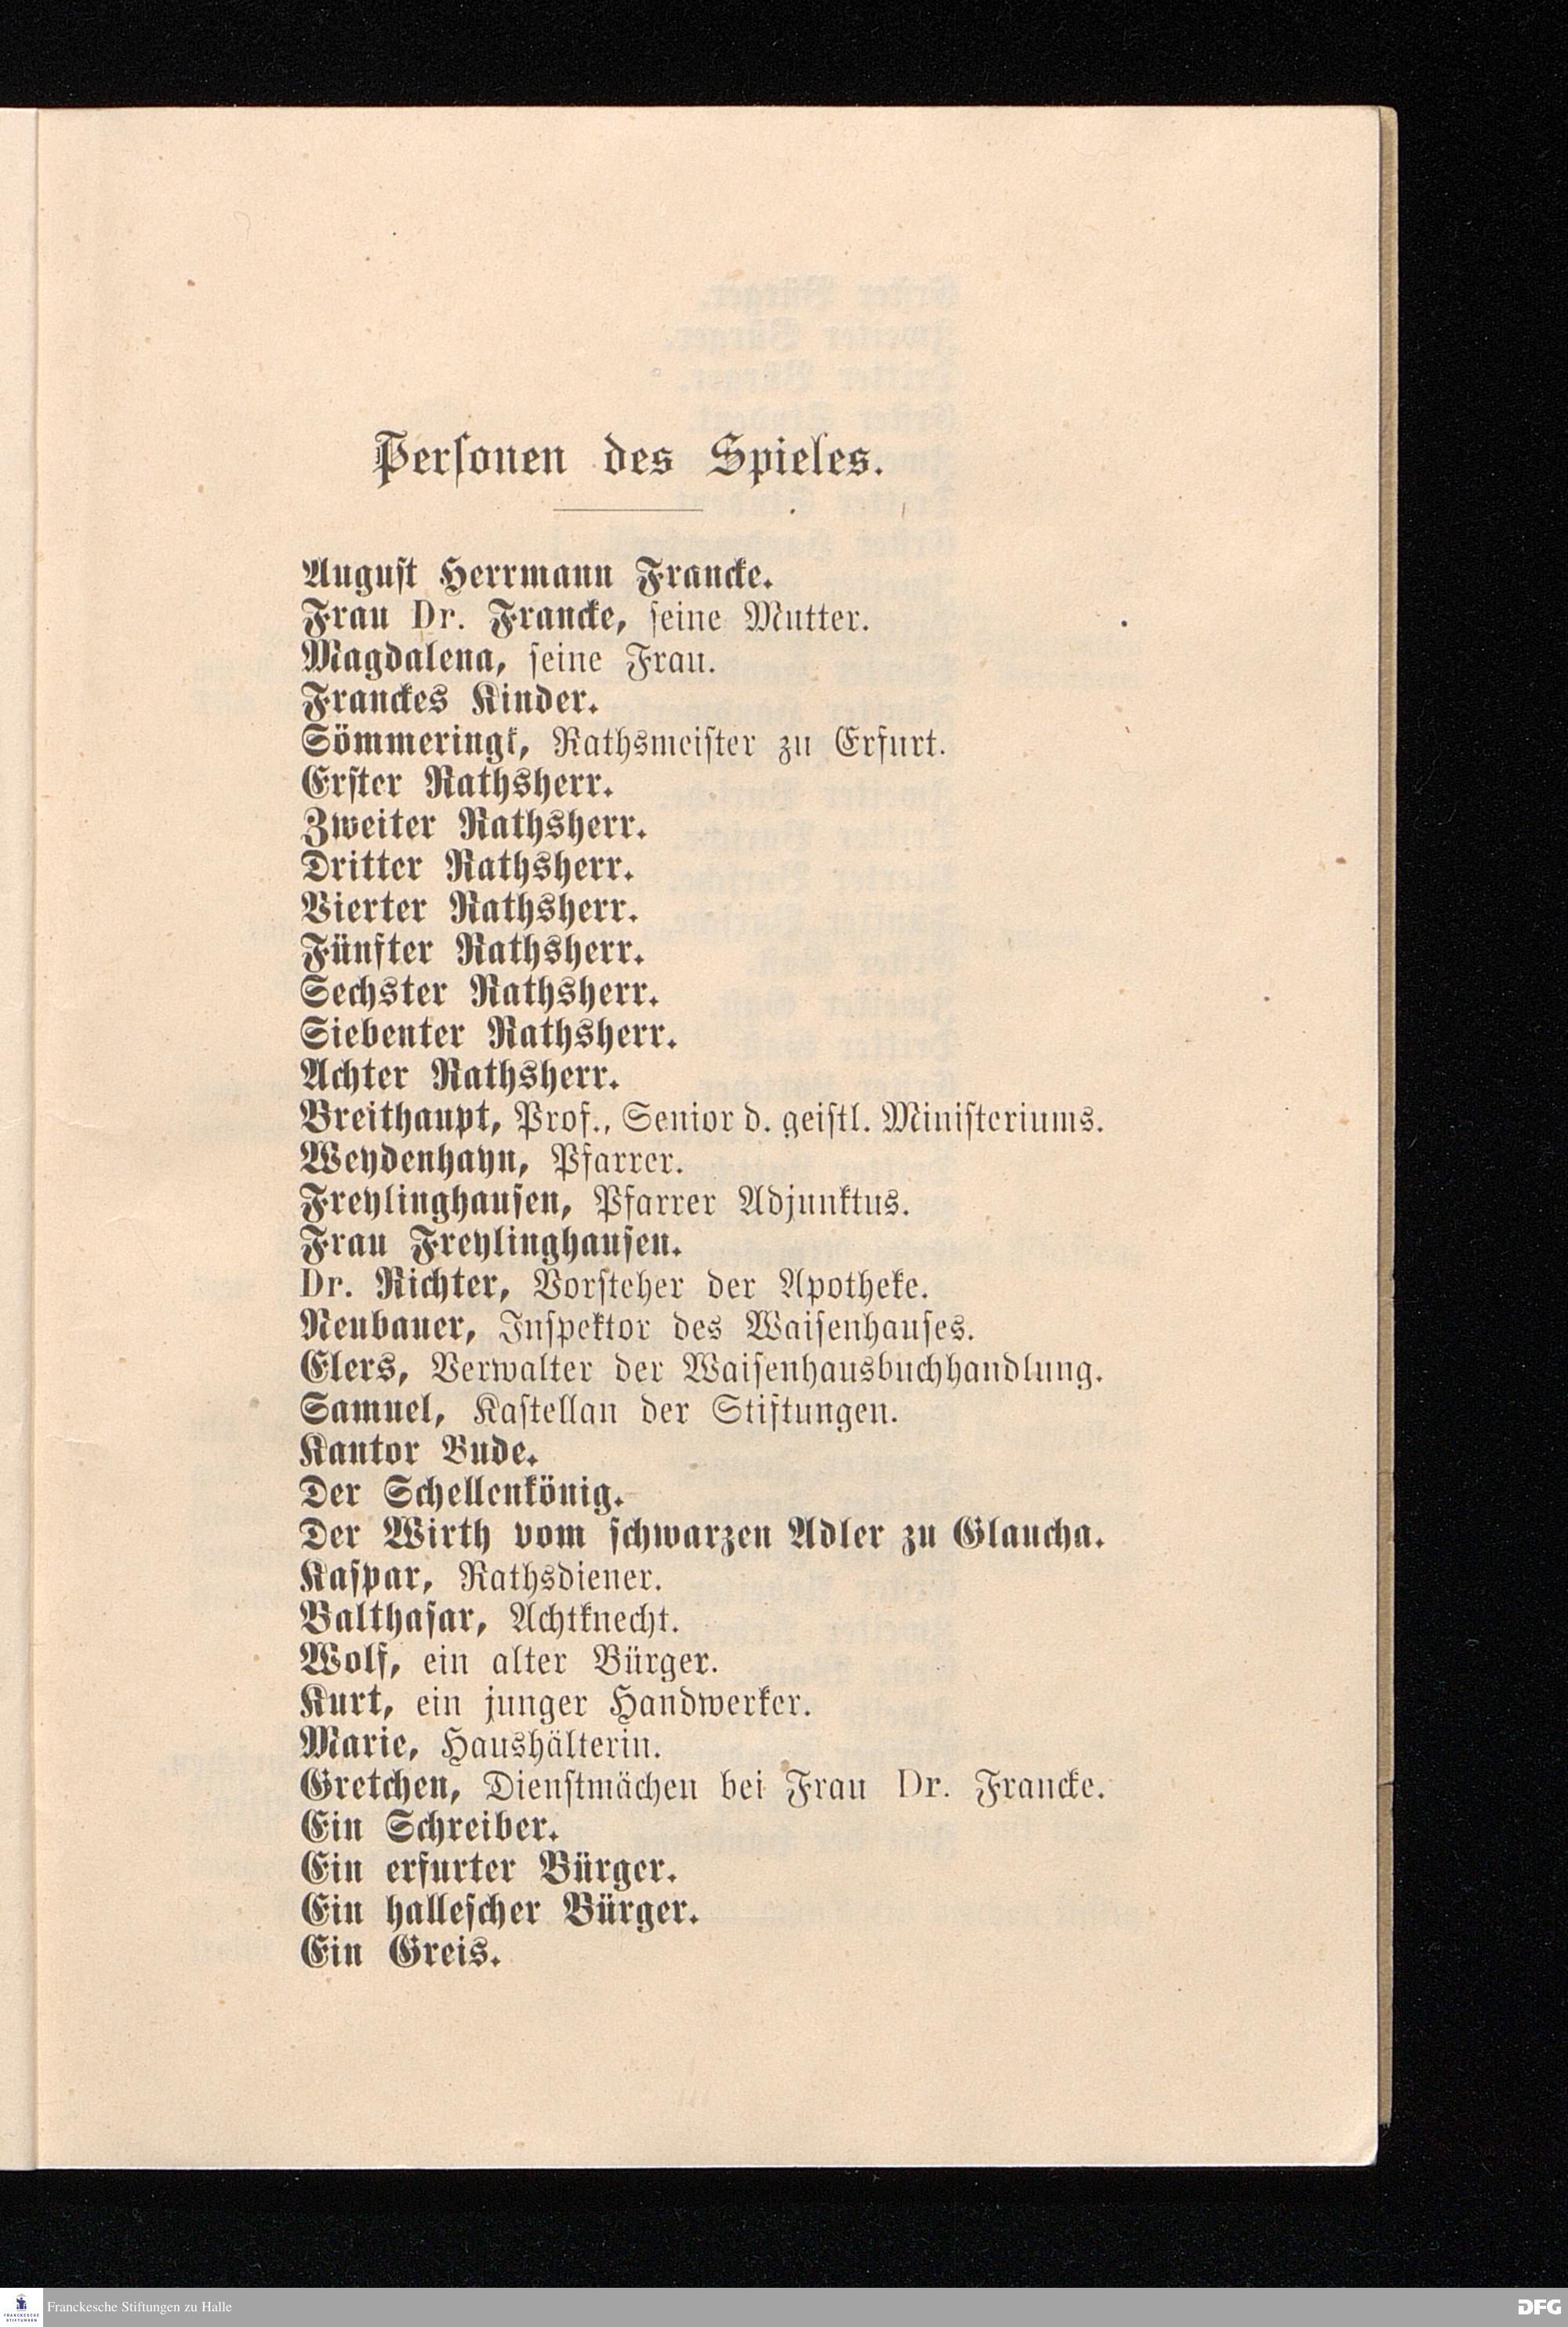 Personen des Spieles.
August Herrmann Francke.
Frau Dr. Francke, seine Mutter.
Magdalena, seine Frau.
Franckes Kinder.
Sömmeringk, Rathsmeister zu Erfurt.
Erster Rathsherr.
Zweiter Rathsherr.
Dritter Rathsherr.
Vierter Rathsherr.
Fünfter Rathsherr.
Sechster Rathsherr.
Siebenter Rathsherr.
Achter Rathsherr.
Breithaupt, Prof., Senior d. geistl. Ministeriums.
Weydenhayn, Pfarrer.
Freylinghausen, Pfarrer Adjunktus.
Frau Freylinghausen.
Dr. Richter, Vorsteher der Apotheke.
Neubauer, Inspektor des Waisenhauses.
Elers, Verwalter der Waisenhausbuchhandlung.
Samuel, Kastellan der Stiftungen.
Kantor Bude.
Der Schellenkönig.
Der Wirth vom schwarzen Adler zu Glaucha.
Kaspar, Rathsdiener.
Balthasar, Achtknecht.
Wolf, ein alter Bürger.
Kurt, ein junger Handwerker.
Marie, Haushälterin.
Gretchen, Dienstmächen bei Frau Dr. Francke.
Ein Schreiber.
Ein erfurter Bürger.
Ein hallescher Bürger.
Ein Greis.
FRANCKESCHE
STIFTUNGEN
Franckesche Stiftungen zu Halle
DFG